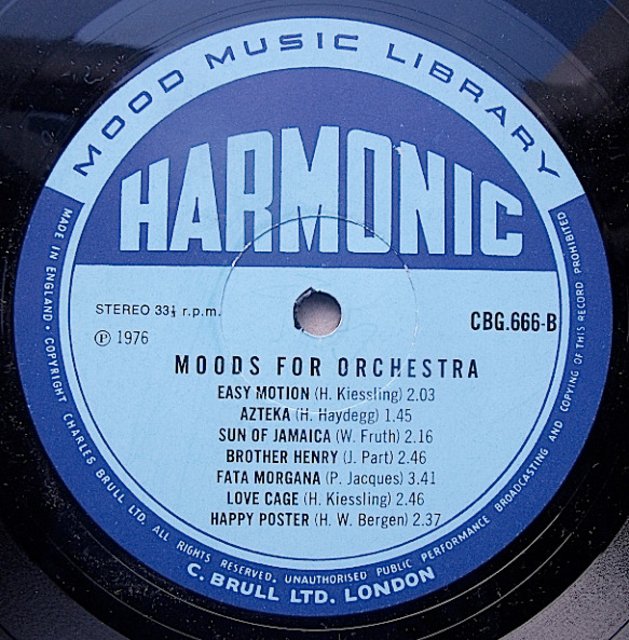 MOOD MUSIC LIBRARY
HARMONIC
STEREO 33⅓ r.p.m.
CBG.666-B
Ⓟ 1976
MOODS FOR ORCHESTRA
EASY MOTION (H. Kiessling) 2.03
AZTEKA (H. Haydegg) 1.45
SUN OF JAMAICA (W. Fruth) 2.16
BROTHER HENRY (J. Part) 2.46
FATA MORGANA (P. Jacques) 3.41
LOVE CAGE (H. Kiessling) 2.46
HAPPY POSTER (H. W. Bergen) 2.37
MADE IN ENGLAND • COPYRIGHT CHARLES BRULL LTD. ALL RIGHTS RESERVED. UNAUTHORISED PUBLIC PERFORMANCE BROADCASTING AND COPYING OF THIS RECORD PROHIBITED
C. BRULL LTD. LONDON